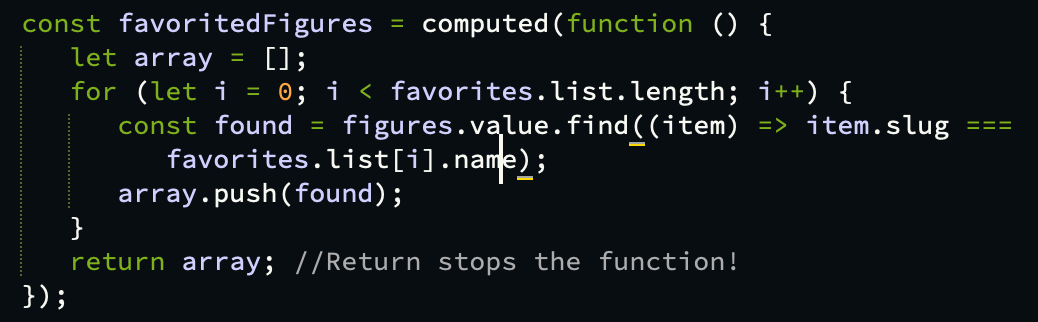 const favoritedFigures = computed(function () {
let array = [];
for (let i = 0; i < favorites.list.length; i++) {
const found = figures.value.find((item) => item.slug ===
favorites.list[i].name);
array.push(found);
}
return array; //Return stops the function!
});